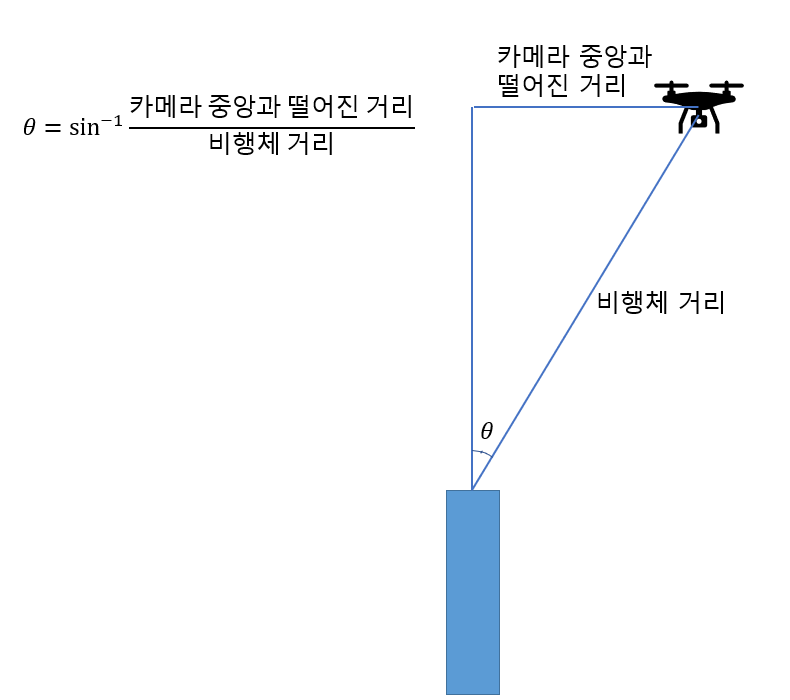 카메라 중앙과
떨어진 거리
θ = sin⁻¹ 카메라 중앙과 떨어진 거리
비행체 거리
비행체 거리
θ